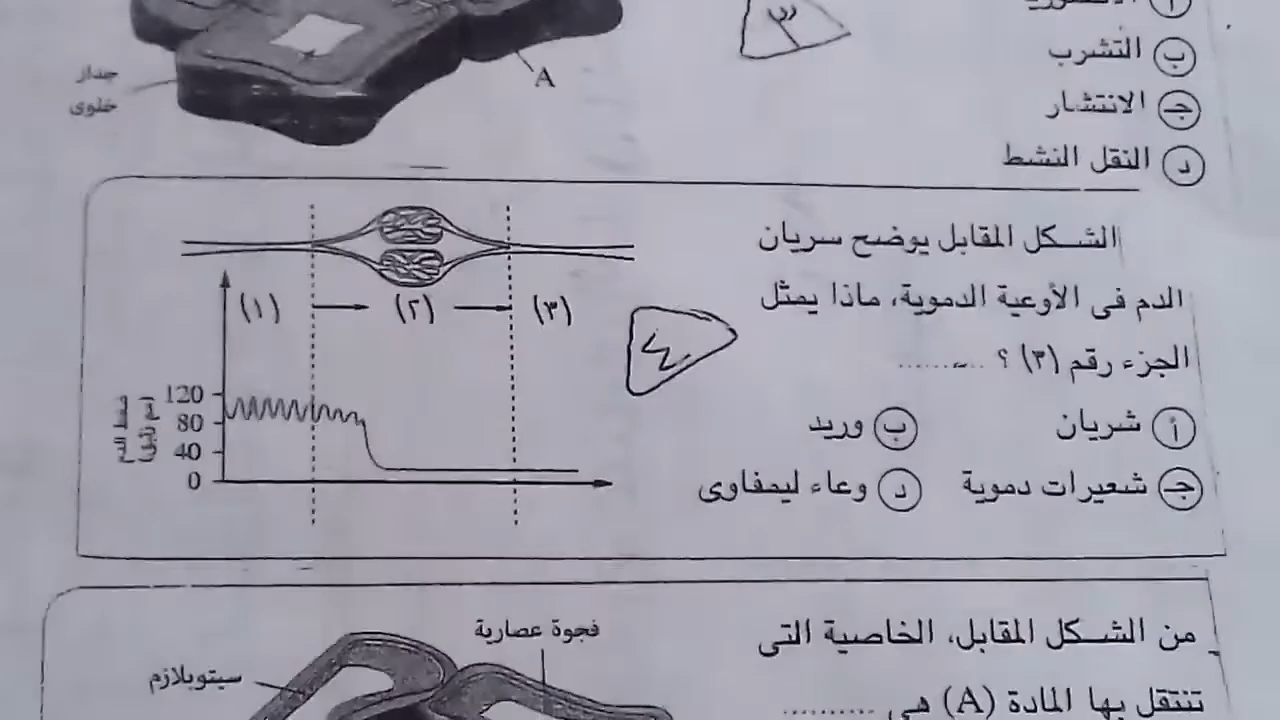 ب التشرب
ج الانتشار
د النقل النشط
A
جدار
خلوى
٣
الشكل المقابل يوضح سريان
الدم فى الأوعية الدموية، ماذا يمثل
الجزء رقم (٣) ؟ ..........
أ شريان
ب وريد
ج شعيرات دموية
د وعاء ليمفاوى
٤
(١) (٢) (٣)
120
80
40
0
من الشكل المقابل، الخاصية التى
تنتقل بها المادة (A) هى ..........
فجوة عصارية
سيتوبلازم